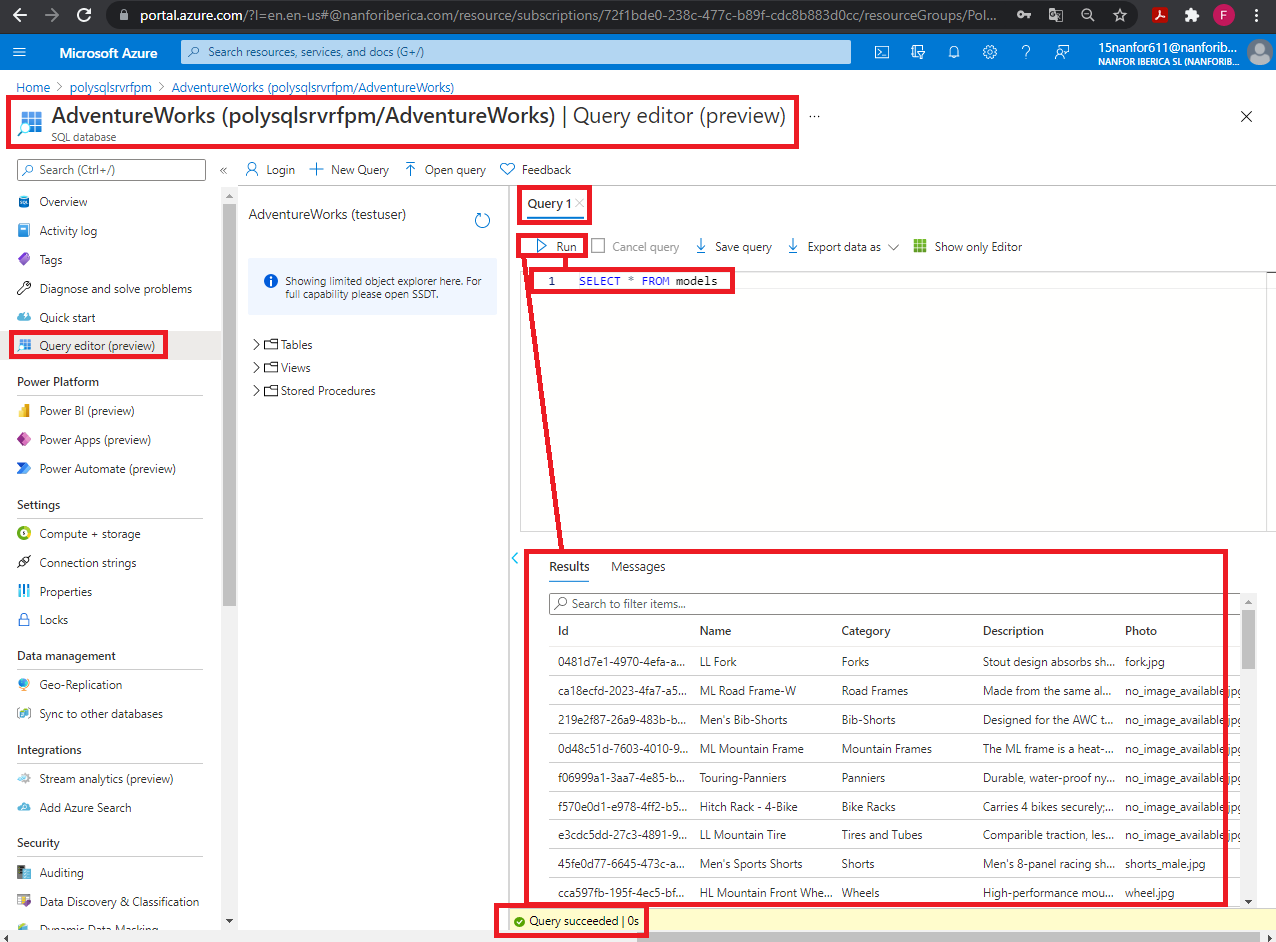 portal.azure.com/?l=en.en-us#@nanforiberica.com/resource/subscriptions/72f1bde0-238c-477c-b89f-cdc8b883d0cc/resourceGroups/Pol...
F
Microsoft Azure
Search resources, services, and docs (G+/)
15nanfor611@nanforib...
NANFOR IBERICA SL (NANFORIB...
Home > polysqlsrvrfpm > AdventureWorks (polysqlsrvrfpm/AdventureWorks)
AdventureWorks (polysqlsrvrfpm/AdventureWorks) | Query editor (preview) ...
SQL database
Search (Ctrl+/)
«
Overview
Activity log
Tags
Diagnose and solve problems
Quick start
Query editor (preview)
Power Platform
Power BI (preview)
Power Apps (preview)
Power Automate (preview)
Settings
Compute + storage
Connection strings
Properties
Locks
Data management
Geo-Replication
Sync to other databases
Integrations
Stream analytics (preview)
Add Azure Search
Security
Auditing
Data Discovery & Classification
Dynamic Data Masking
Login New Query Open query Feedback
AdventureWorks (testuser)
Showing limited object explorer here. For
full capability please open SSDT.
Tables
Views
Stored Procedures
Query 1
Run Cancel query Save query Export data as Show only Editor
1 SELECT * FROM models
Results Messages
Search to filter items...
Id Name Category Description Photo
0481d7e1-4970-4efa-a... LL Fork Forks Stout design absorbs sh... fork.jpg
ca18ecfd-2023-4fa7-a5... ML Road Frame-W Road Frames Made from the same al... no_image_available.jpg
219e2f87-26a9-483b-b... Men's Bib-Shorts Bib-Shorts Designed for the AWC t... no_image_available.jpg
0d48c51d-7603-4010-9... ML Mountain Frame Mountain Frames The ML frame is a heat-... no_image_available.jpg
f06999a1-3aa7-4e85-b... Touring-Panniers Panniers Durable, water-proof ny... no_image_available.jpg
f570e0d1-e978-4ff2-b5... Hitch Rack - 4-Bike Bike Racks Carries 4 bikes securely;... no_image_available.jpg
e3cdc5dd-27c3-4891-9... LL Mountain Tire Tires and Tubes Comparible traction, les... no_image_available.jpg
45fe0d77-6645-473c-a... Men's Sports Shorts Shorts Men's 8-panel racing sh... shorts_male.jpg
cca597fb-195f-4ec5-bf... HL Mountain Front Whe... Wheels High-performance mou... wheel.jpg
Query succeeded | 0s